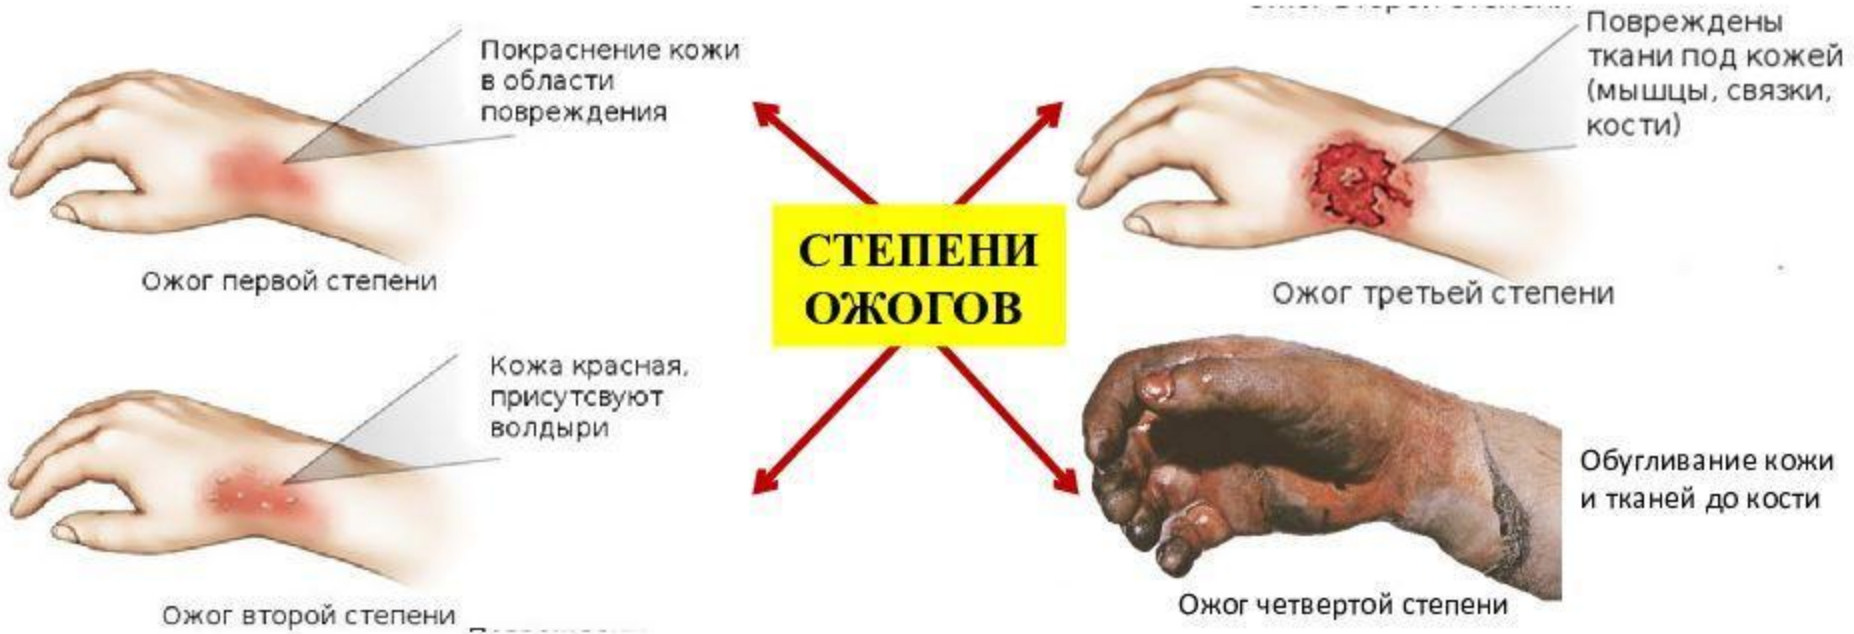 Покраснение кожи
в области
повреждения
Ожог первой степени
Кожа красная,
присутсвуют
волдыри
Ожог второй степени
СТЕПЕНИ
ОЖОГОВ
Повреждены
ткани под кожей
(мышцы, связки,
кости)
Ожог третьей степени
Обугливание кожи
и тканей до кости
Ожог четвертой степени